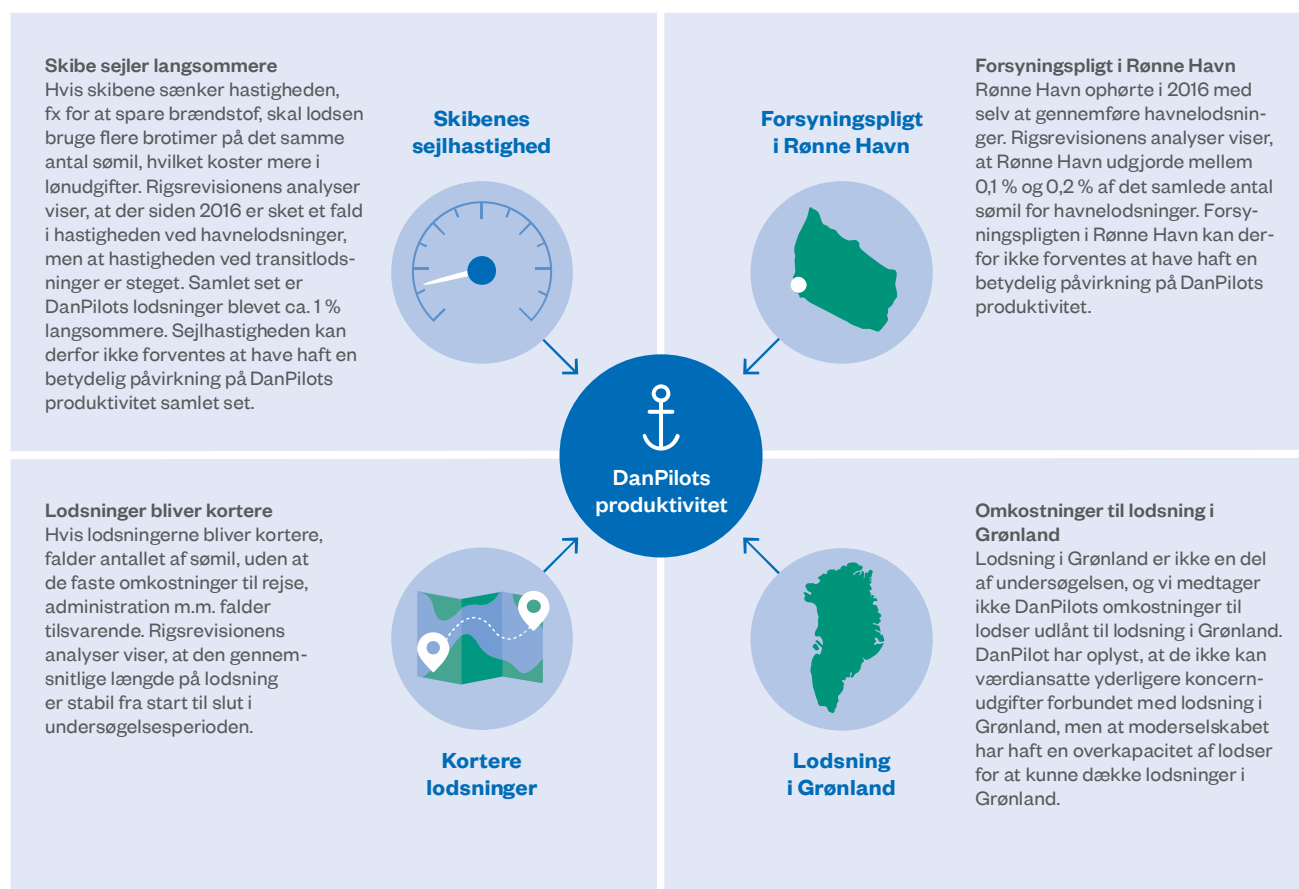 Skibe sejler langsommere
Hvis skibene sænker hastigheden,
fx for at spare brændstof, skal lodsen
bruge flere brotimer på det samme
antal sømil, hvilket koster mere i
lønudgifter. Rigsrevisionens analyser
viser, at der siden 2016 er sket et fald
i hastigheden ved havnelodsninger,
men at hastigheden ved transitlods-
ninger er steget. Samlet set er
DanPilots lodsninger blevet ca. 1 %
langsommere. Sejlhastigheden kan
derfor ikke forventes at have haft en
betydelig påvirkning på DanPilots
produktivitet samlet set.
Skibenes
sejlhastighed
Forsyningspligt
i Rønne Havn
Forsyningspligt i Rønne Havn
Rønne Havn ophørte i 2016 med
selv at gennemføre havnelodsnin-
ger. Rigsrevisionens analyser viser,
at Rønne Havn udgjorde mellem
0,1 % og 0,2 % af det samlede antal
sømil for havnelodsninger. Forsy-
ningspligten i Rønne Havn kan der-
for ikke forventes at have haft en
betydelig påvirkning på DanPilots
produktivitet.
DanPilots
produktivitet
Lodsninger bliver kortere
Hvis lodsningerne bliver kortere,
falder antallet af sømil, uden at
de faste omkostninger til rejse,
administration m.m. falder
tilsvarende. Rigsrevisionens
analyser viser, at den gennem-
snitlige længde på lodsning
er stabil fra start til slut i
undersøgelsesperioden.
Kortere
lodsninger
Lodsning
i Grønland
Omkostninger til lodsning i
Grønland
Lodsning i Grønland er ikke en del
af undersøgelsen, og vi medtager
ikke DanPilots omkostninger til
lodser udlånt til lodsning i Grønland.
DanPilot har oplyst, at de ikke kan
værdiansatte yderligere koncern-
udgifter forbundet med lodsning i
Grønland, men at moderselskabet
har haft en overkapacitet af lodser
for at kunne dække lodsninger i
Grønland.